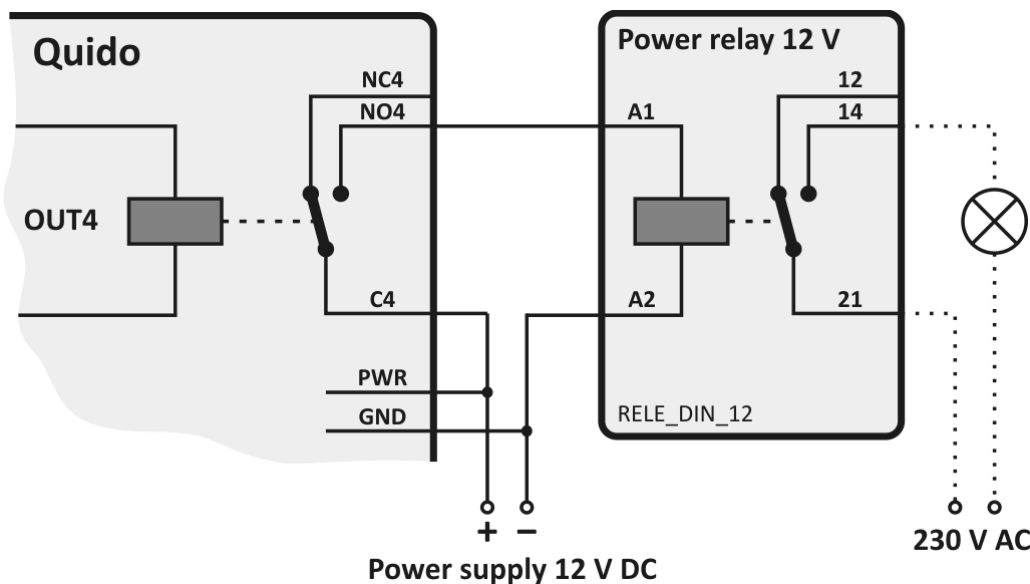 Quido
Power relay 12 V
NC4
12
NO4
A1
14
OUT4
C4
A2
21
PWR
GND
RELE_DIN_12
+ −
230 V AC
Power supply 12 V DC